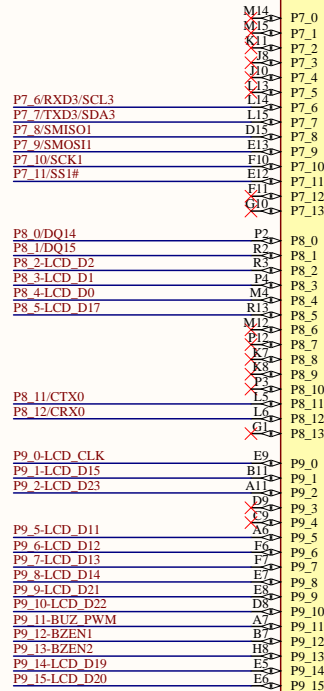 M14 P7_0
M15 P7_1
K11 P7_2
J8 P7_3
J10 P7_4
L13 P7_5
P7_6/RXD3/SCL3 L14 P7_6
P7_7/TXD3/SDA3 L15 P7_7
P7_8/SMISO1 D15 P7_8
P7_9/SMOSI1 E13 P7_9
P7_10/SCK1 F10 P7_10
P7_11/SS1# E12 P7_11
F11 P7_12
G10 P7_13
P8_0/DQ14 P2 P8_0
P8_1/DQ15 R2 P8_1
P8_2-LCD_D2 R3 P8_2
P8_3-LCD_D1 P4 P8_3
P8_4-LCD_D0 M4 P8_4
P8_5-LCD_D17 R13 P8_5
M12 P8_6
P12 P8_7
K7 P8_8
K8 P8_9
P3 P8_10
P8_11/CTX0 L5 P8_11
P8_12/CRX0 L6 P8_12
G1 P8_13
P9_0-LCD_CLK E9 P9_0
P9_1-LCD_D15 B11 P9_1
P9_2-LCD_D23 A11 P9_2
D9 P9_3
C9 P9_4
P9_5-LCD_D11 A6 P9_5
P9_6-LCD_D12 F6 P9_6
P9_7-LCD_D13 F7 P9_7
P9_8-LCD_D14 E7 P9_8
P9_9-LCD_D21 E8 P9_9
P9_10-LCD_D22 D8 P9_10
P9_11-BUZ_PWM A7 P9_11
P9_12-BZEN1 B7 P9_12
P9_13-BZEN2 H8 P9_13
P9_14-LCD_D19 E5 P9_14
P9_15-LCD_D20 E6 P9_15